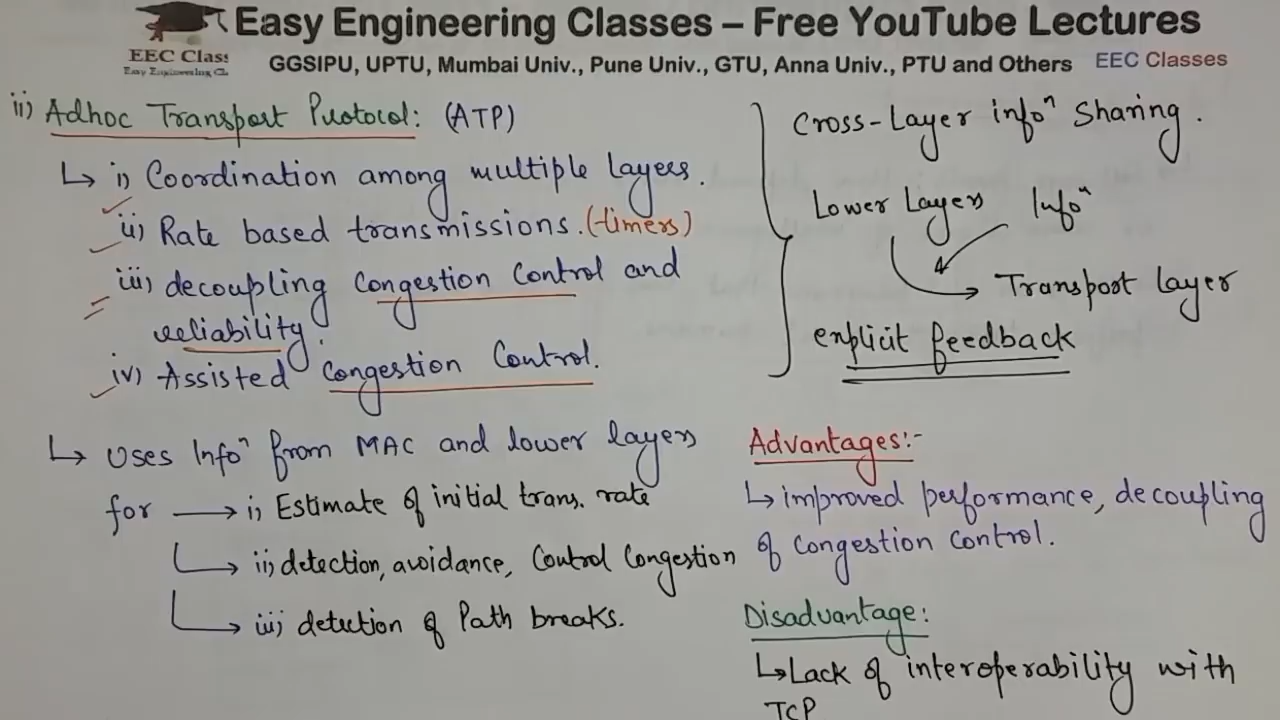 Easy Engineering Classes – Free YouTube Lectures
EEC Class
Easy Engineering Cl
GGSIPU, UPTU, Mumbai Univ., Pune Univ., GTU, Anna Univ., PTU and Others
EEC Classes
ii) Adhoc Transport Protocol: (ATP)
↳ i) Coordination among multiple layers.
ii) Rate based transmissions. (timers)
iii) decoupling Congestion Control and
reliability.
iv) Assisted Congestion Control.
Cross-Layer infoⁿ Sharing.
Lower Layers Infoⁿ
Transport layer
explicit feedback
↳ Uses Infoⁿ from MAC and lower layers
for → i) Estimate of initial trans. rate
↳ ii) detection, avoidance, Control Congestion
↳ iii) detection of Path breaks.
Advantages:-
↳ improved performance, decoupling
of congestion control.
Disadvantage:
↳ Lack of interoperability with
TCP